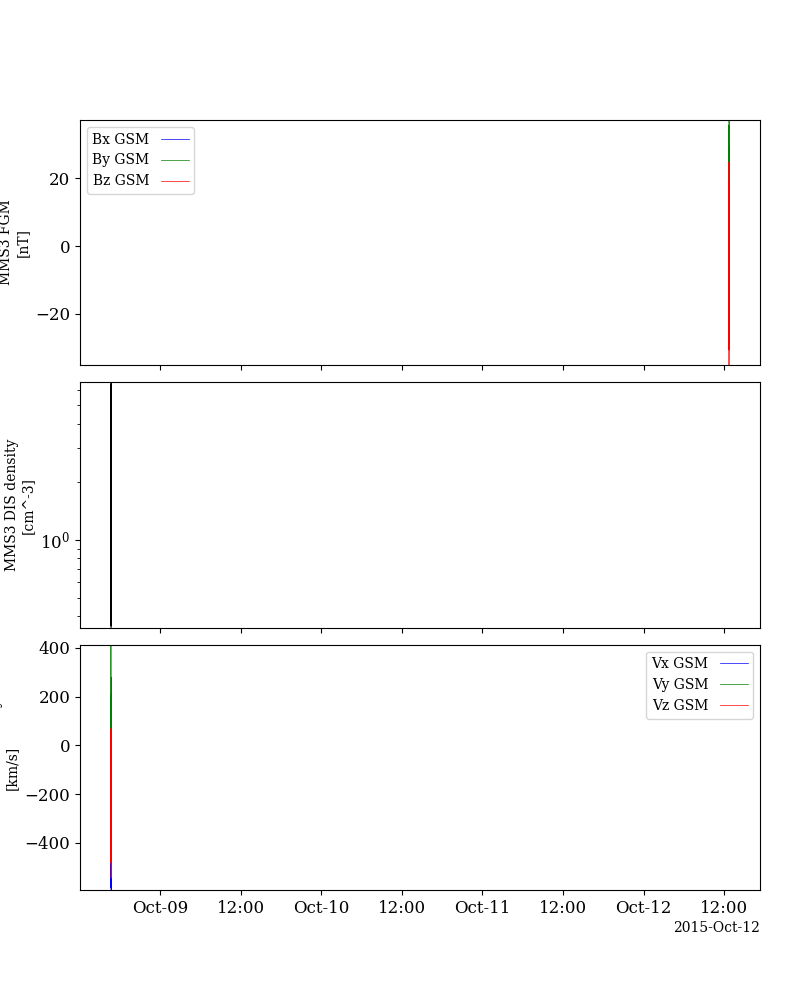 Bx GSM
By GSM
Bz GSM
MMS3 FGM
[nT]
20
0
−20
MMS3 DIS density
[cm^-3]
10⁰
Vx GSM
Vy GSM
Vz GSM
[km/s]
400
200
0
−200
−400
Oct-09 12:00 Oct-10 12:00 Oct-11 12:00 Oct-12 12:00
2015-Oct-12